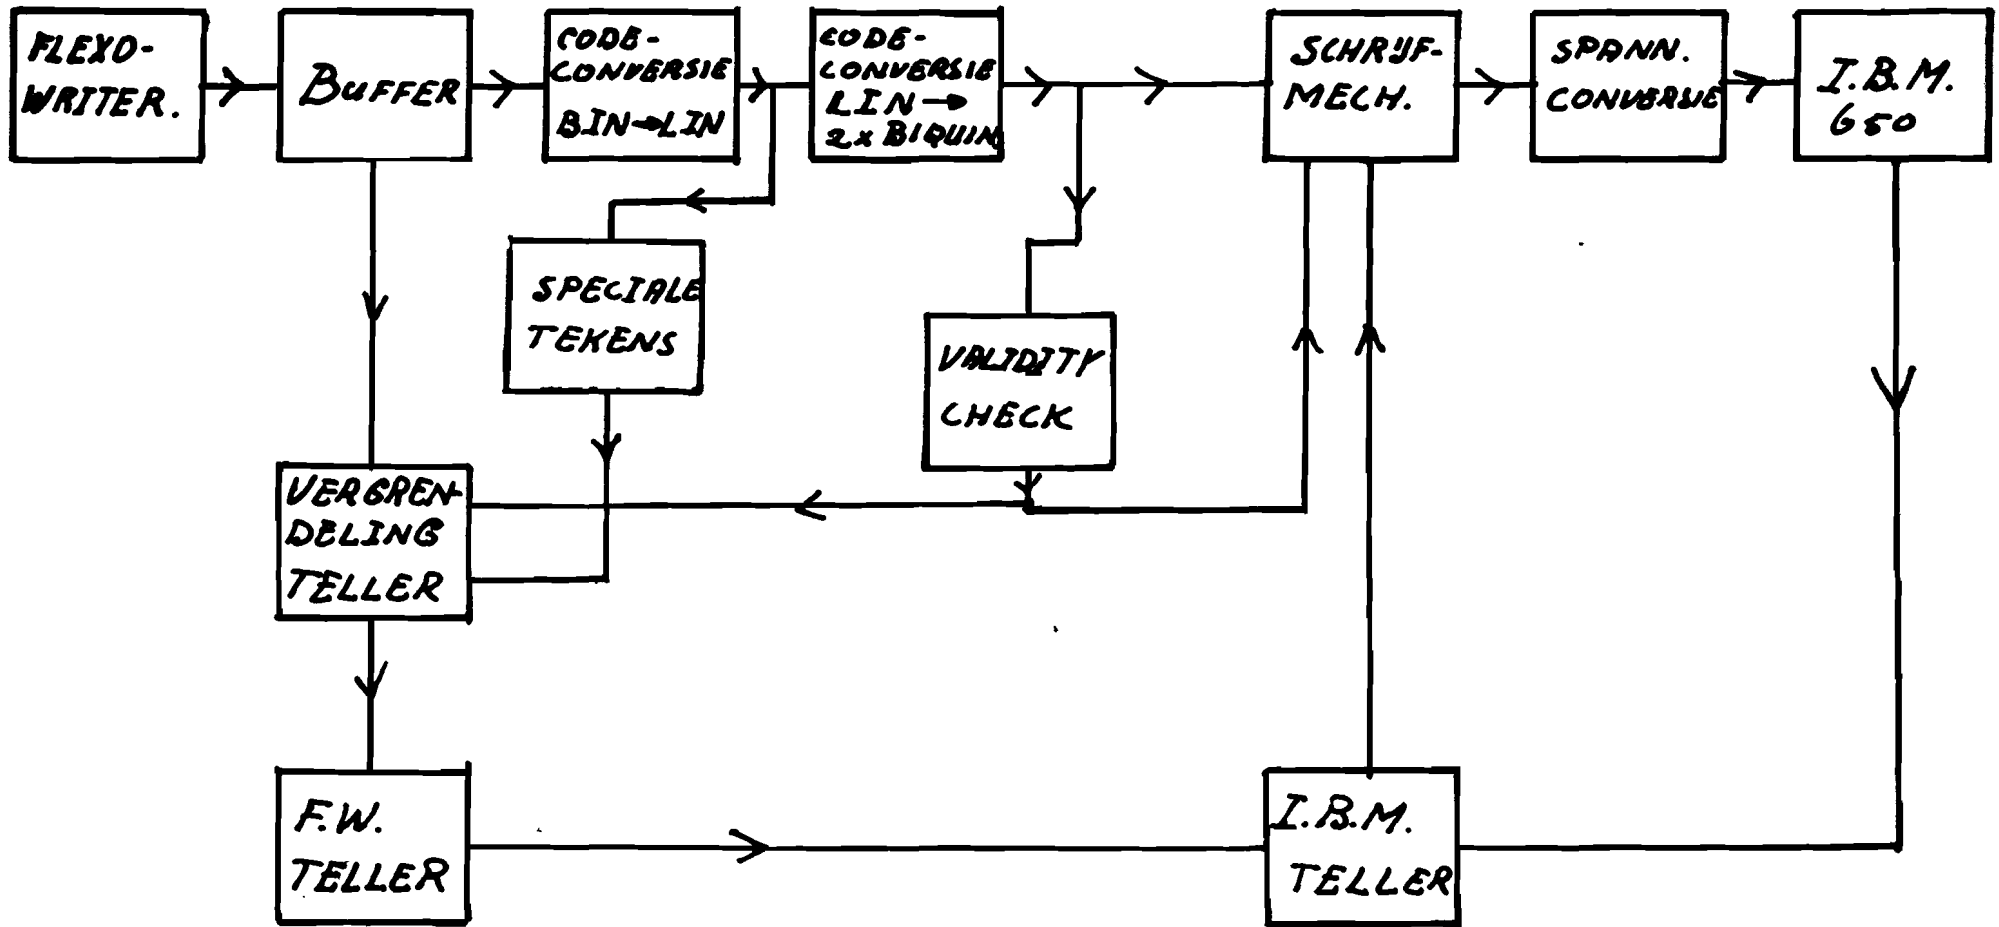 FLEXO-
WRITER.
BUFFER
CODE-
CONVERSIE
BIN→LIN
CODE-
CONVERSIE
LIN→
2x BIQUIN
SCHRIJF-
MECH.
SPANN.
CONVERSIE
I.B.M.
650
SPECIALE
TEKENS
VALIDITY
CHECK
VERGREN-
DELING
TELLER
F.W.
TELLER
I.B.M.
TELLER